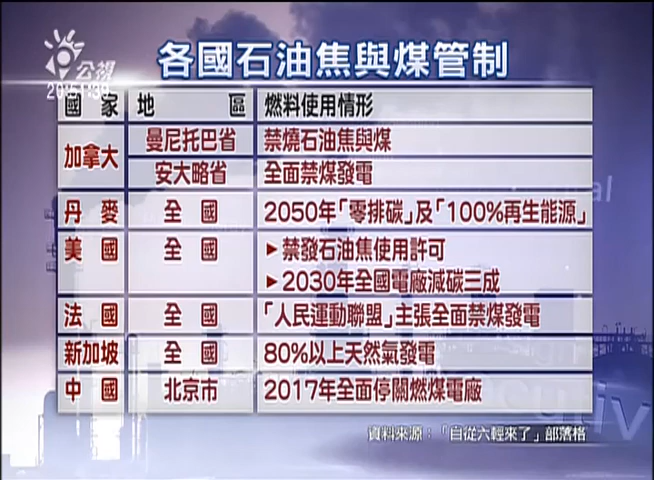 公視
20:51:39
各國石油焦與煤管制
國家 地區 燃料使用情形
加拿大 曼尼托巴省 禁燒石油焦與煤
安大略省 全面禁煤發電
丹麥 全國 2050年「零排碳」及「100%再生能源」
美國 全國 ▶禁發石油焦使用許可
▶2030年全國電廠減碳三成
法國 全國 「人民運動聯盟」主張全面禁煤發電
新加坡 全國 80%以上天然氣發電
中國 北京市 2017年全面停關燃煤電廠
資料來源：「自從六輕來了」部落格